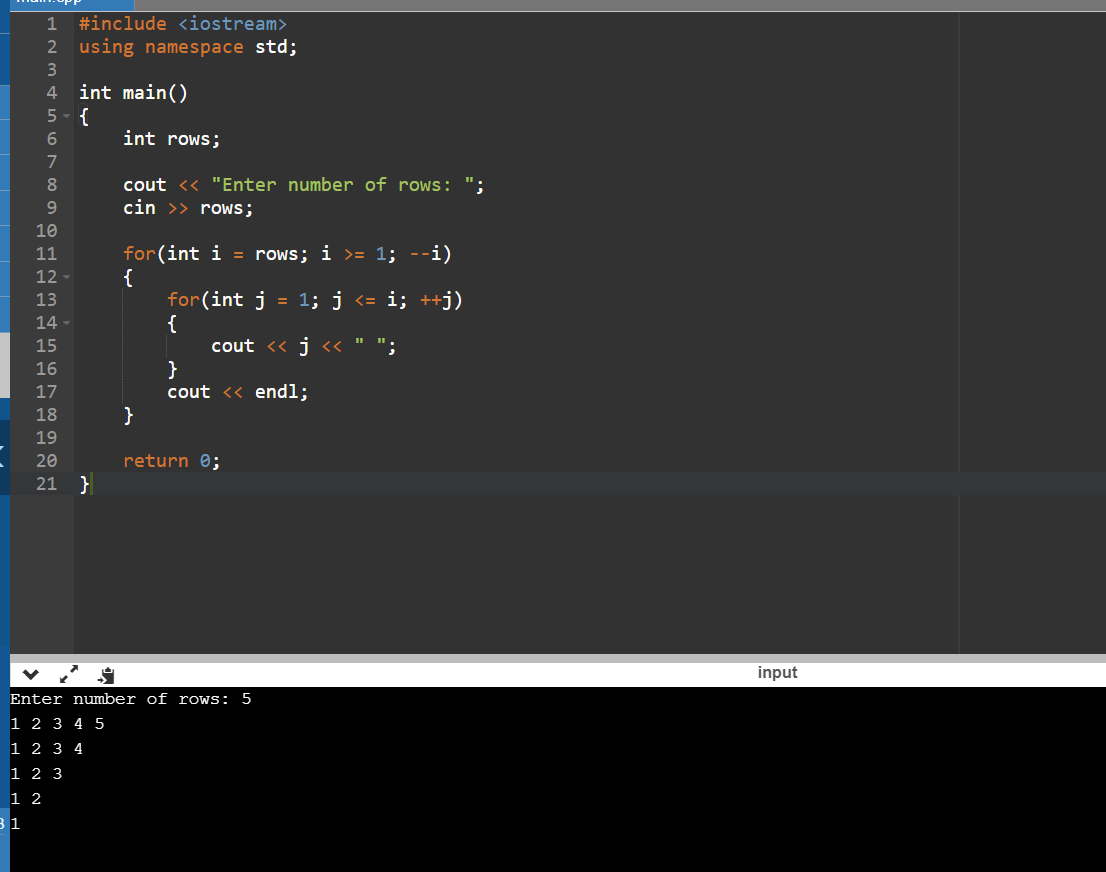 main.cpp
1 #include <iostream>
2 using namespace std;
3
4 int main()
5 {
6     int rows;
7
8     cout << "Enter number of rows: ";
9     cin >> rows;
10
11     for(int i = rows; i >= 1; --i)
12     {
13         for(int j = 1; j <= i; ++j)
14         {
15             cout << j << " ";
16         }
17         cout << endl;
18     }
19
20     return 0;
21 }
input
Enter number of rows: 5
1 2 3 4 5
1 2 3 4
1 2 3
1 2
1